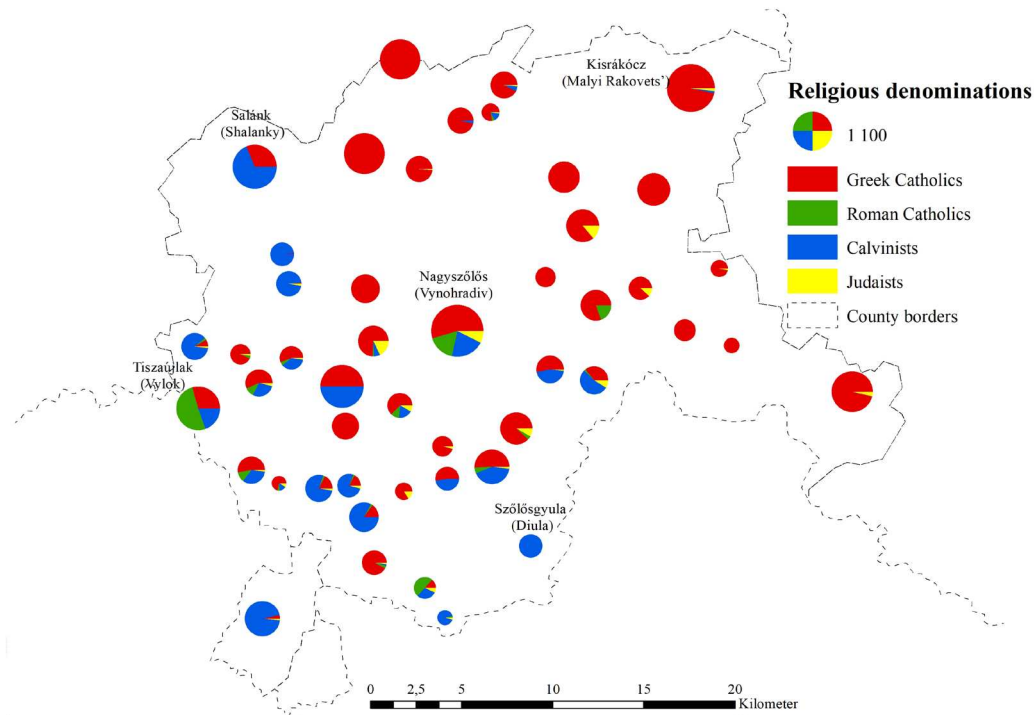 Kisrákócz
(Malyi Rakovets’)
Salánk
(Shalanky)
Nagyszőlős
(Vynohradiv)
Tiszaújlak
(Vylok)
Szőlősgyula
(Diula)
Religious denominations
1 100
Greek Catholics
Roman Catholics
Calvinists
Judaists
County borders
0 2,5 5 10 15 20
Kilometer